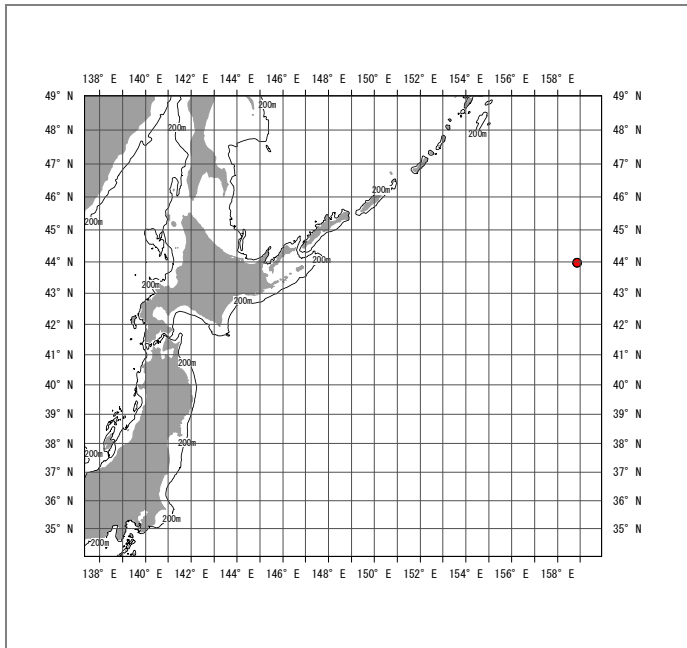 138° E 140° E 142° E 144° E 146° E 148° E 150° E 152° E 154° E 156° E 158° E
49° N 49° N
200m
48° N 200m 200m 48° N
47° N 47° N
46° N 200m 46° N
200m
45° N 45° N
44° N 200m 44° N
200m
43° N 200m 43° N
42° N 42° N
41° N 41° N
200m
40° N 40° N
39° N 39° N
38° N 200m 38° N
200m
37° N 37° N
36° N 36° N
200m
35° N 35° N
200m
138° E 140° E 142° E 144° E 146° E 148° E 150° E 152° E 154° E 156° E 158° E